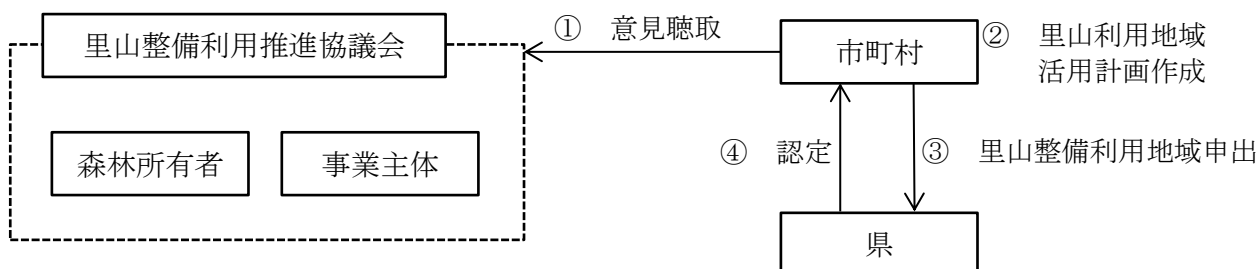 里山整備利用推進協議会
① 意見聴取
市町村
② 里山利用地域
活用計画作成
森林所有者
事業主体
④ 認定
③ 里山整備利用地域申出
県